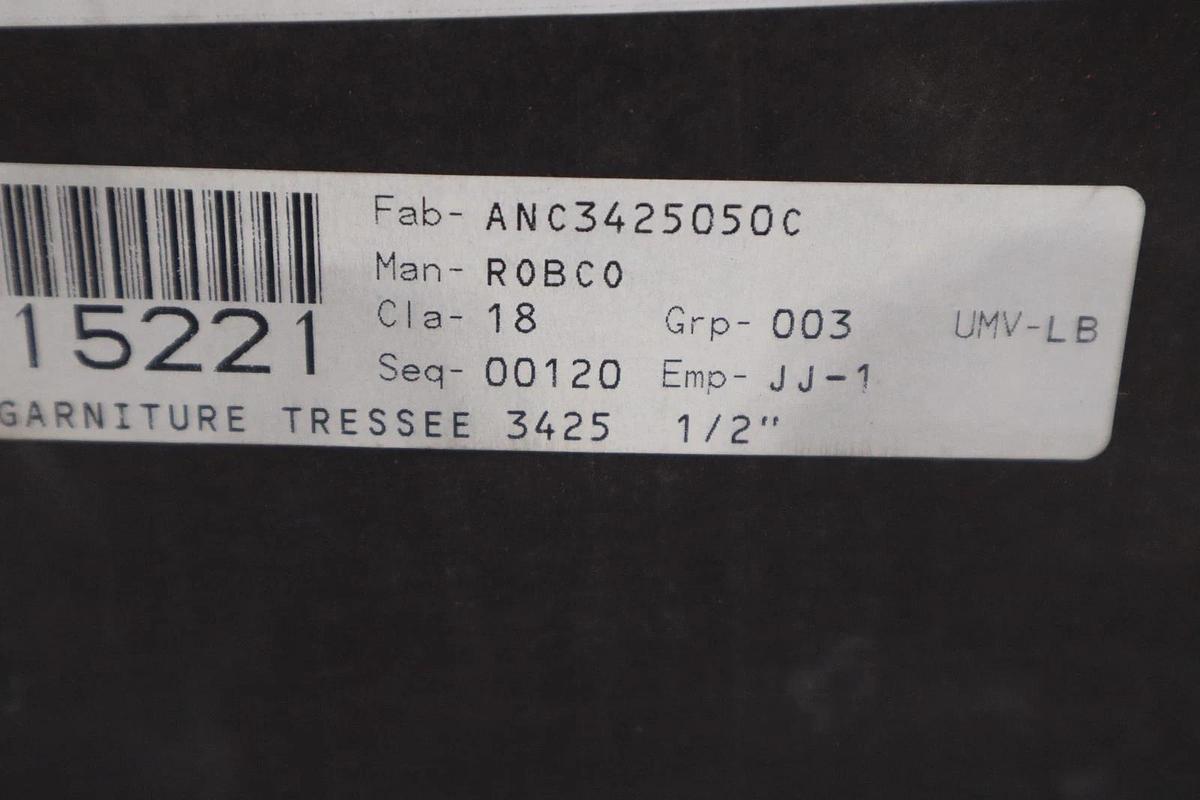 Fab- ANC3425050C
Man- ROBCO
Cla- 18 Grp- 003 UMV-LB
15221
Seq- 00120 Emp- JJ-1
GARNITURE TRESSEE 3425 1/2"